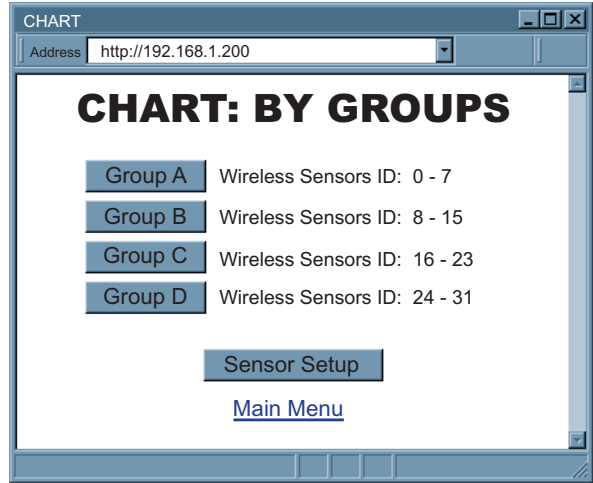 CHART
Address http://192.168.1.200
CHART: BY GROUPS
Group A Wireless Sensors ID: 0 - 7
Group B Wireless Sensors ID: 8 - 15
Group C Wireless Sensors ID: 16 - 23
Group D Wireless Sensors ID: 24 - 31
Sensor Setup
Main Menu